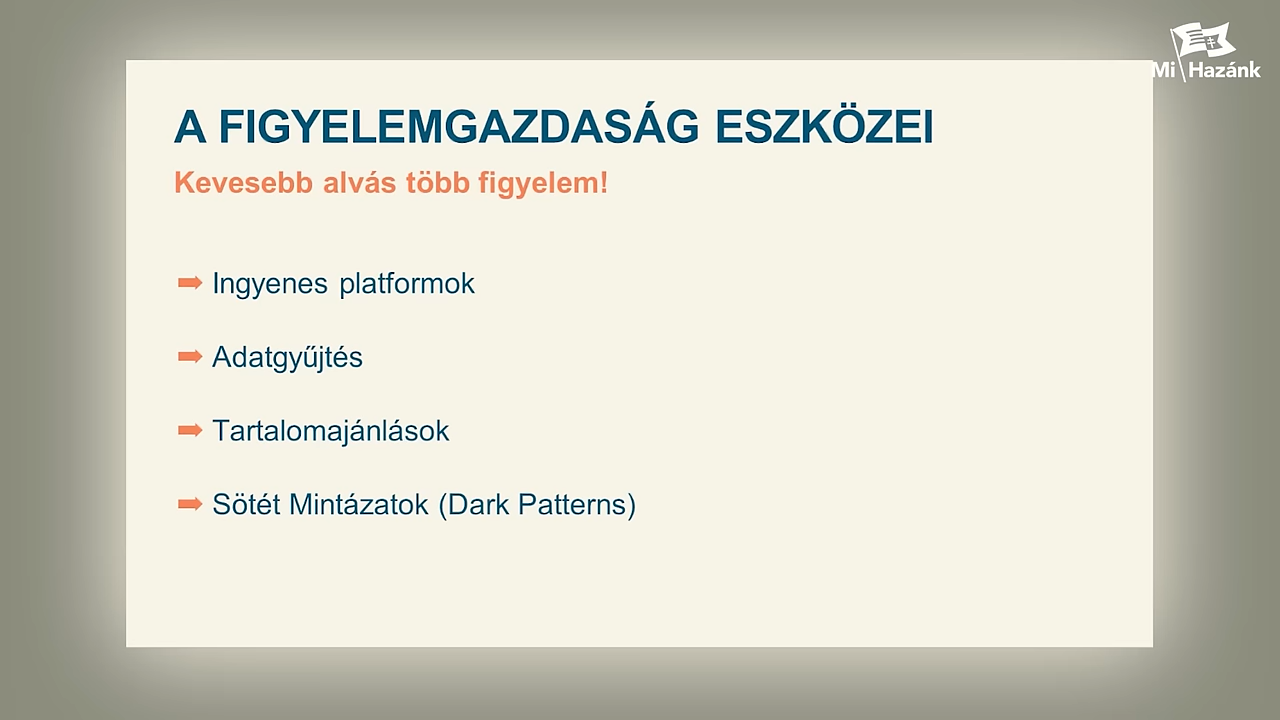 Mi Hazánk
A FIGYELEMGAZDASÁG ESZKÖZEI
Kevesebb alvás több figyelem!
Ingyenes platformok
Adatgyűjtés
Tartalomajánlások
Sötét Mintázatok (Dark Patterns)